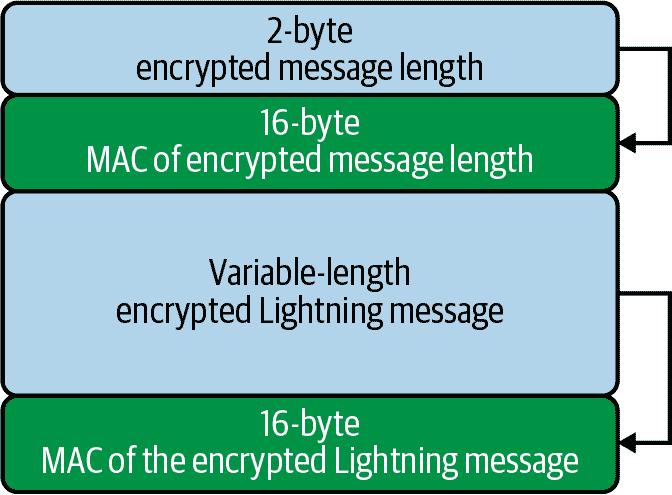 2-byte
encrypted message length
16-byte
MAC of encrypted message length
Variable-length
encrypted Lightning message
16-byte
MAC of the encrypted Lightning message